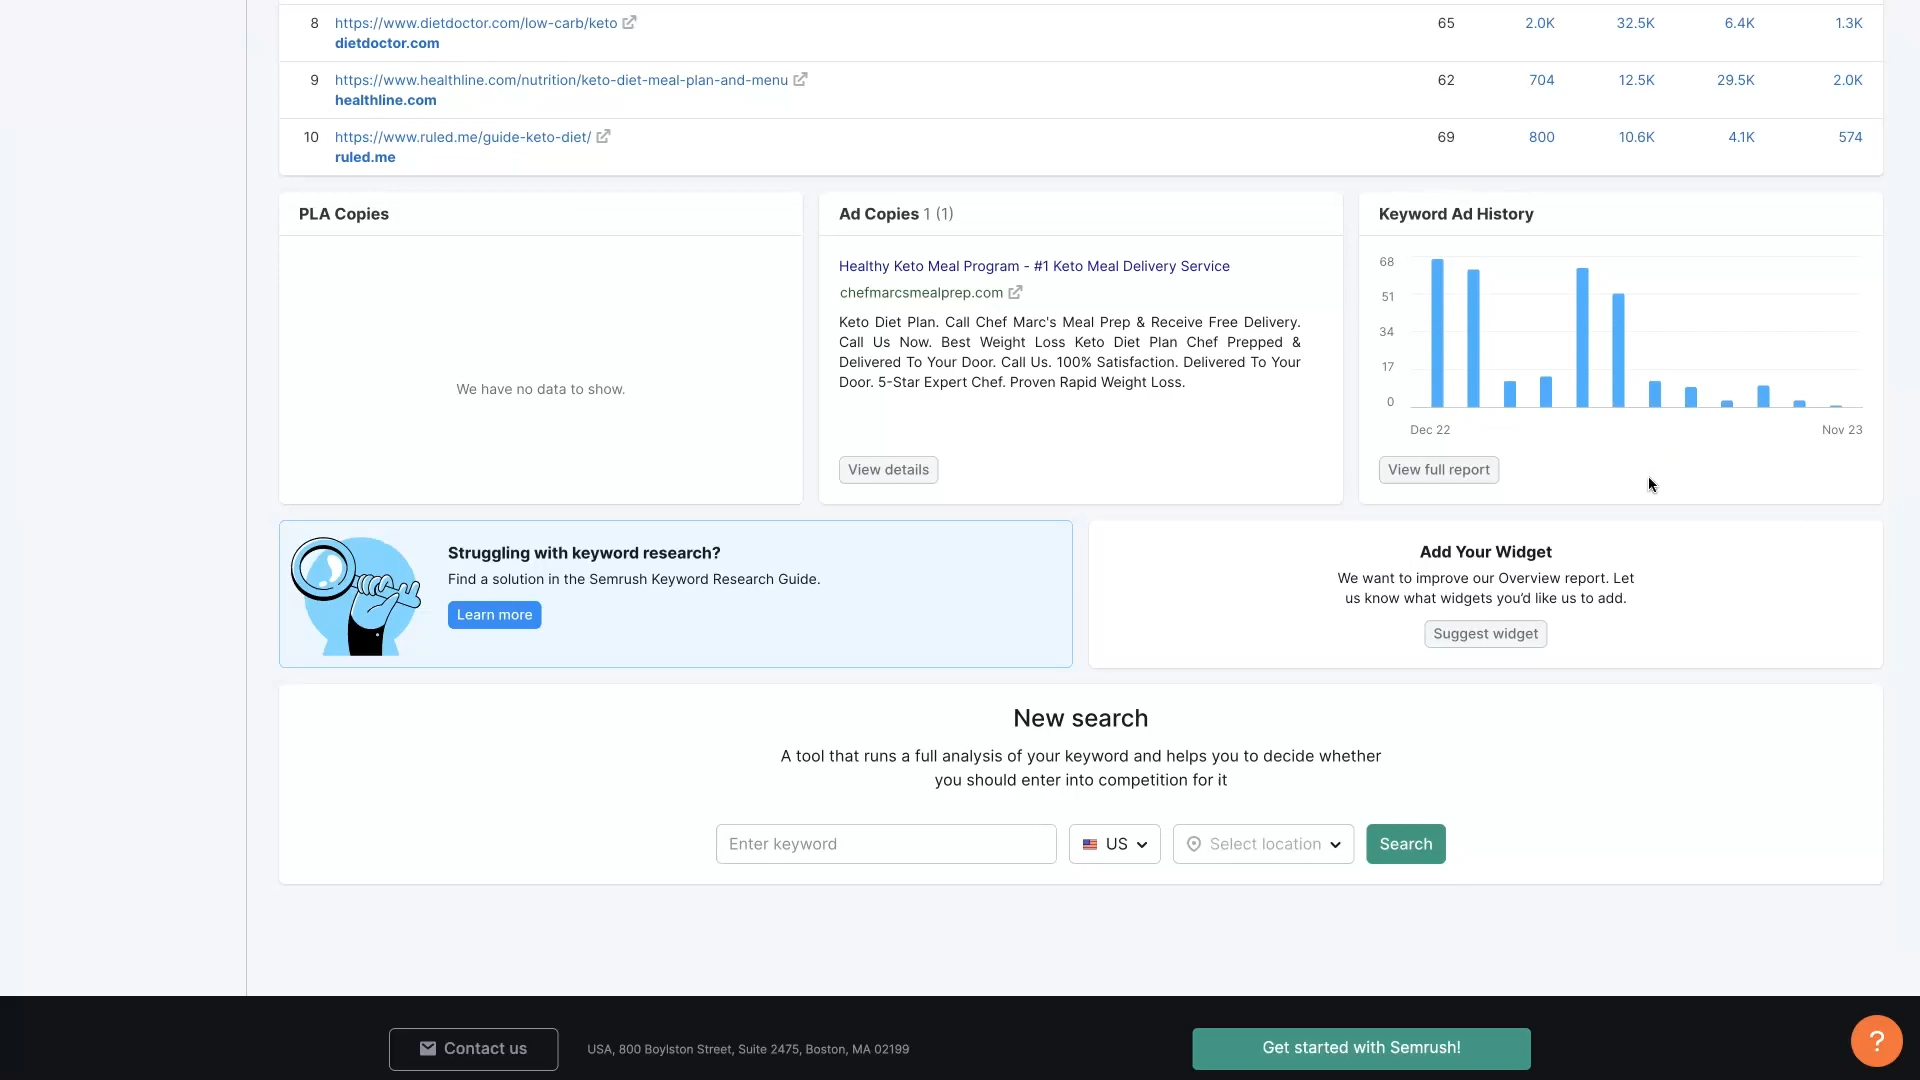 8 https://www.dietdoctor.com/low-carb/keto 65 2.0K 32.5K 6.4K 1.3K
dietdoctor.com
9 https://www.healthline.com/nutrition/keto-diet-meal-plan-and-menu 62 704 12.5K 29.5K 2.0K
healthline.com
10 https://www.ruled.me/guide-keto-diet/ 69 800 10.6K 4.1K 574
ruled.me
PLA Copies
We have no data to show.
Ad Copies 1 (1)
Healthy Keto Meal Program - #1 Keto Meal Delivery Service
chefmarcsmealprep.com
Keto Diet Plan. Call Chef Marc's Meal Prep & Receive Free Delivery.
Call Us Now. Best Weight Loss Keto Diet Plan Chef Prepped &
Delivered To Your Door. Call Us. 100% Satisfaction. Delivered To Your
Door. 5-Star Expert Chef. Proven Rapid Weight Loss.
View details
Keyword Ad History
68
51
34
17
0
Dec 22 Nov 23
View full report
Struggling with keyword research?
Find a solution in the Semrush Keyword Research Guide.
Learn more
Add Your Widget
We want to improve our Overview report. Let
us know what widgets you'd like us to add.
Suggest widget
New search
A tool that runs a full analysis of your keyword and helps you to decide whether
you should enter into competition for it
Enter keyword US Select location Search
Contact us USA, 800 Boylston Street, Suite 2475, Boston, MA 02199 Get started with Semrush! ?